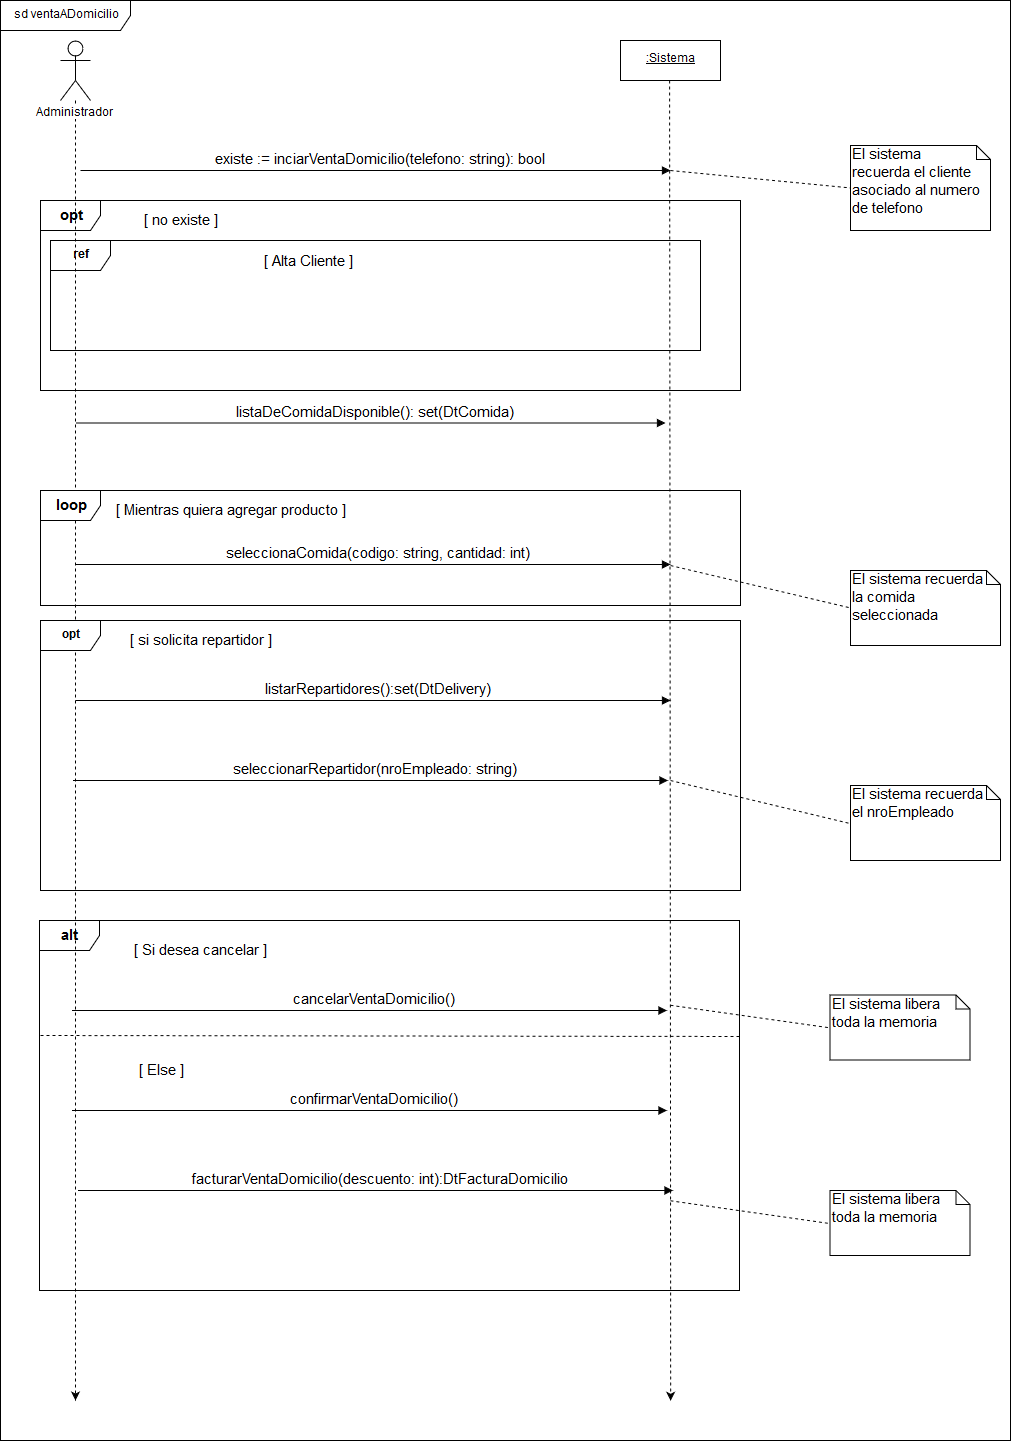 sd ventaADomicilio
:Sistema
Administrador
existe := inciarVentaDomicilio(telefono: string): bool
El sistema
recuerda el cliente
asociado al numero
de telefono
opt
[ no existe ]
ref
[ Alta Cliente ]
listaDeComidaDisponible(): set(DtComida)
loop
[ Mientras quiera agregar producto ]
seleccionaComida(codigo: string, cantidad: int)
El sistema recuerda
la comida
seleccionada
opt
[ si solicita repartidor ]
listarRepartidores():set(DtDelivery)
seleccionarRepartidor(nroEmpleado: string)
El sistema recuerda
el nroEmpleado
alt
[ Si desea cancelar ]
cancelarVentaDomicilio()
El sistema libera
toda la memoria
[ Else ]
confirmarVentaDomicilio()
facturarVentaDomicilio(descuento: int):DtFacturaDomicilio
El sistema libera
toda la memoria